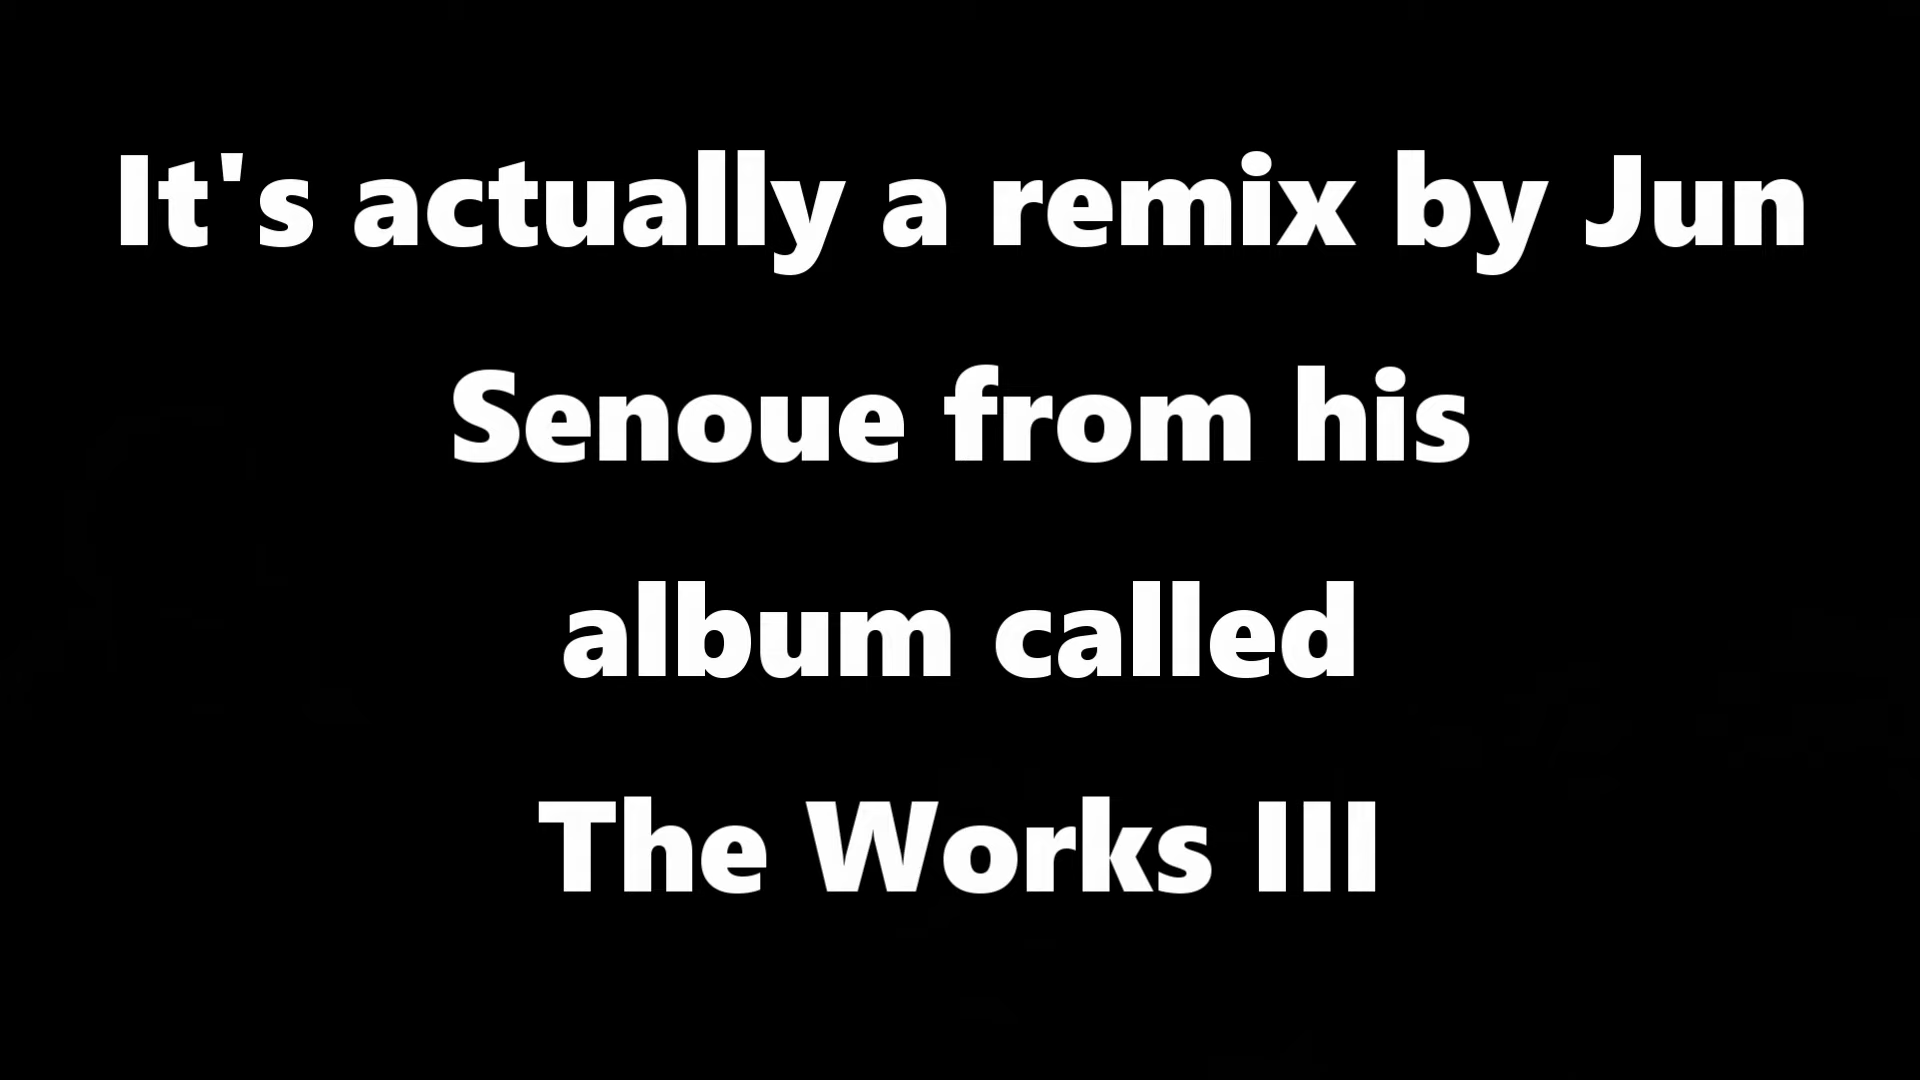 It's actually a remix by Jun
Senoue from his
album called
The Works III